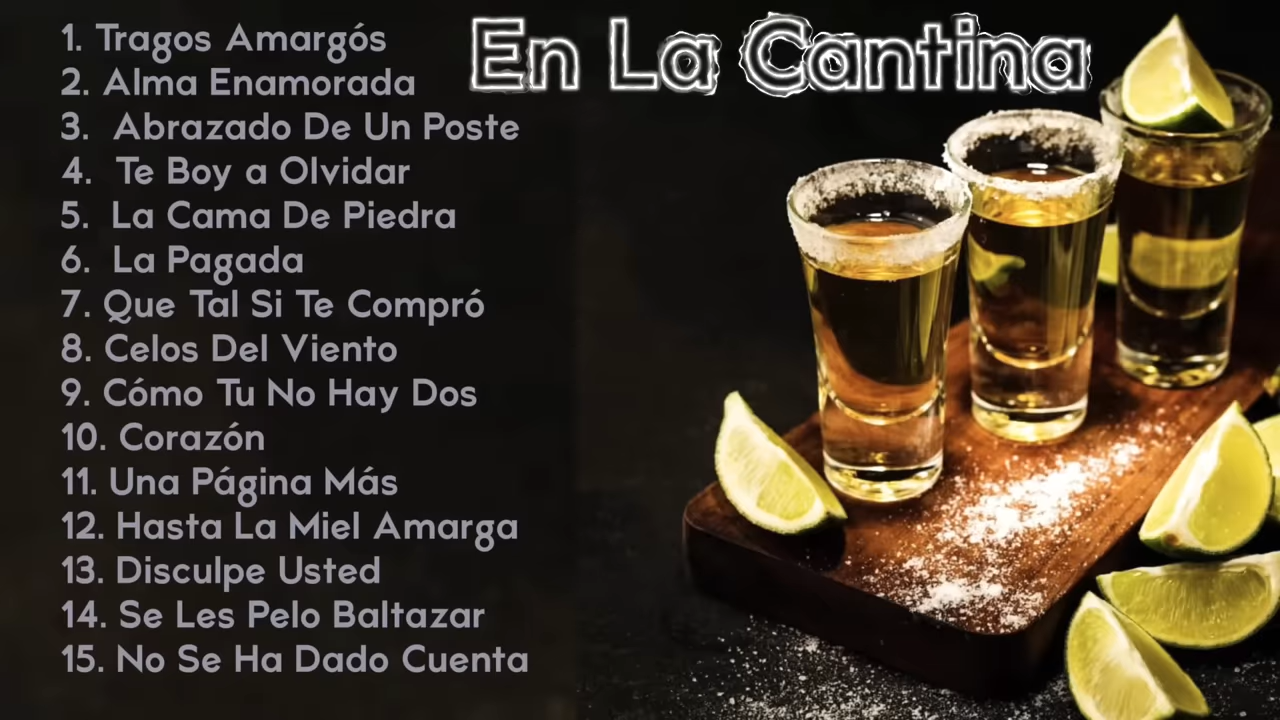 En La Cantina
1. Tragos Amargós
2. Alma Enamorada
3. Abrazado De Un Poste
4. Te Boy a Olvidar
5. La Cama De Piedra
6. La Pagada
7. Que Tal Si Te Compró
8. Celos Del Viento
9. Cómo Tu No Hay Dos
10. Corazón
11. Una Página Más
12. Hasta La Miel Amarga
13. Disculpe Usted
14. Se Les Pelo Baltazar
15. No Se Ha Dado Cuenta